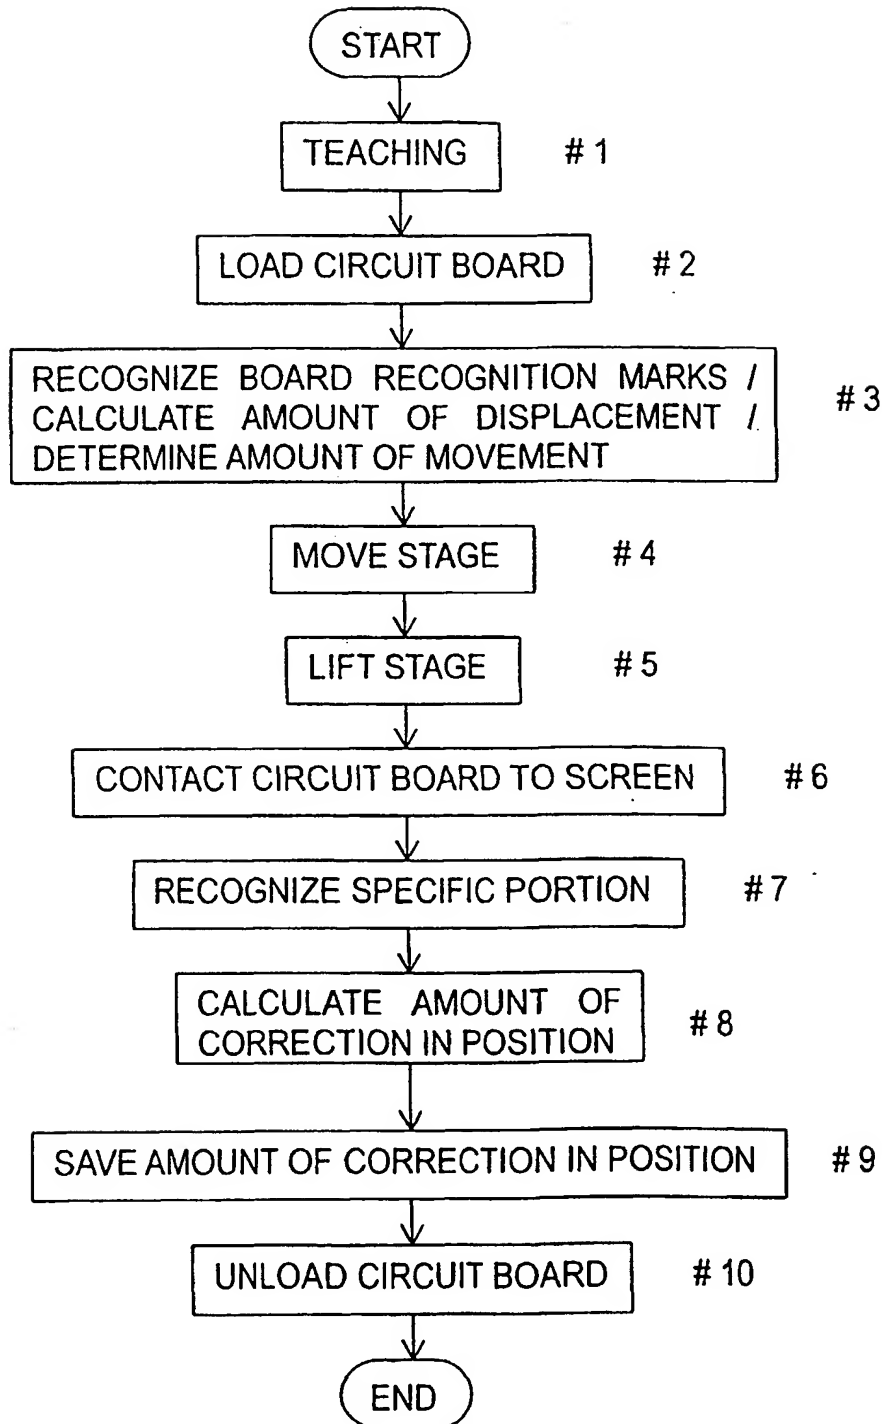 START
TEACHING # 1
LOAD CIRCUIT BOARD # 2
RECOGNIZE BOARD RECOGNITION MARKS /
CALCULATE AMOUNT OF DISPLACEMENT /
DETERMINE AMOUNT OF MOVEMENT
# 3
MOVE STAGE # 4
LIFT STAGE # 5
CONTACT CIRCUIT BOARD TO SCREEN # 6
RECOGNIZE SPECIFIC PORTION # 7
CALCULATE AMOUNT OF
CORRECTION IN POSITION
# 8
SAVE AMOUNT OF CORRECTION IN POSITION # 9
UNLOAD CIRCUIT BOARD # 10
END